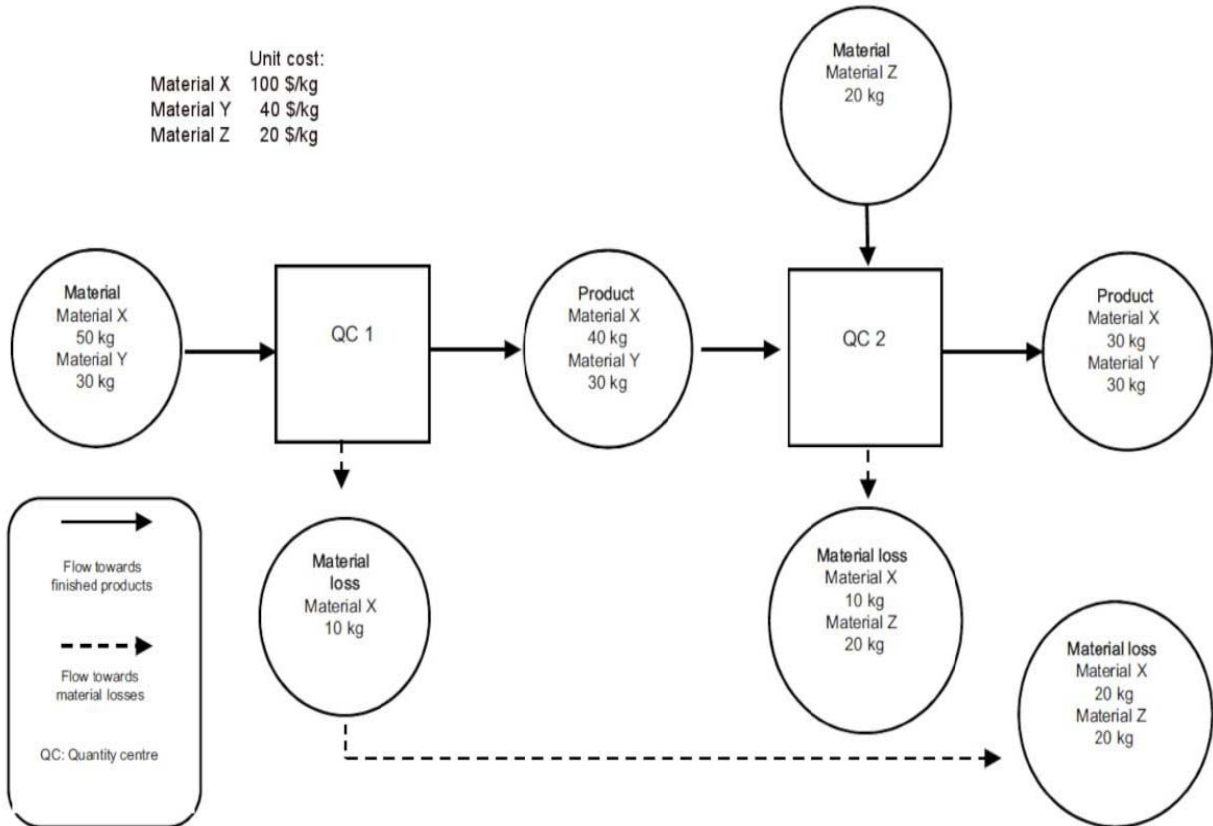 Unit cost:
Material X 100 $/kg
Material Y 40 $/kg
Material Z 20 $/kg
Material
Material Z
20 kg
Material
Material X
50 kg
Material Y
30 kg
QC 1
Product
Material X
40 kg
Material Y
30 kg
QC 2
Product
Material X
30 kg
Material Y
30 kg
Flow towards
finished products
Flow towards
material losses
QC: Quantity centre
Material
loss
Material X
10 kg
Material loss
Material X
10 kg
Material Z
20 kg
Material loss
Material X
20 kg
Material Z
20 kg